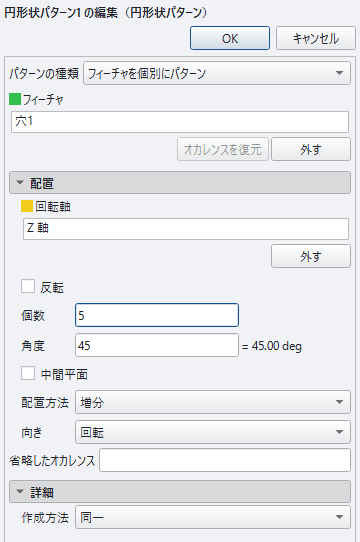 円形状パターン1 の編集（円形状パターン）
OK キャンセル
パターンの種類 フィーチャを個別にパターン
フィーチャ
穴1
オカレンスを復元 外す
配置
回転軸
Z 軸
外す
反転
個数 5
角度 45 = 45.00 deg
中間平面
配置方法 増分
向き 回転
省略したオカレンス
詳細
作成方法 同一